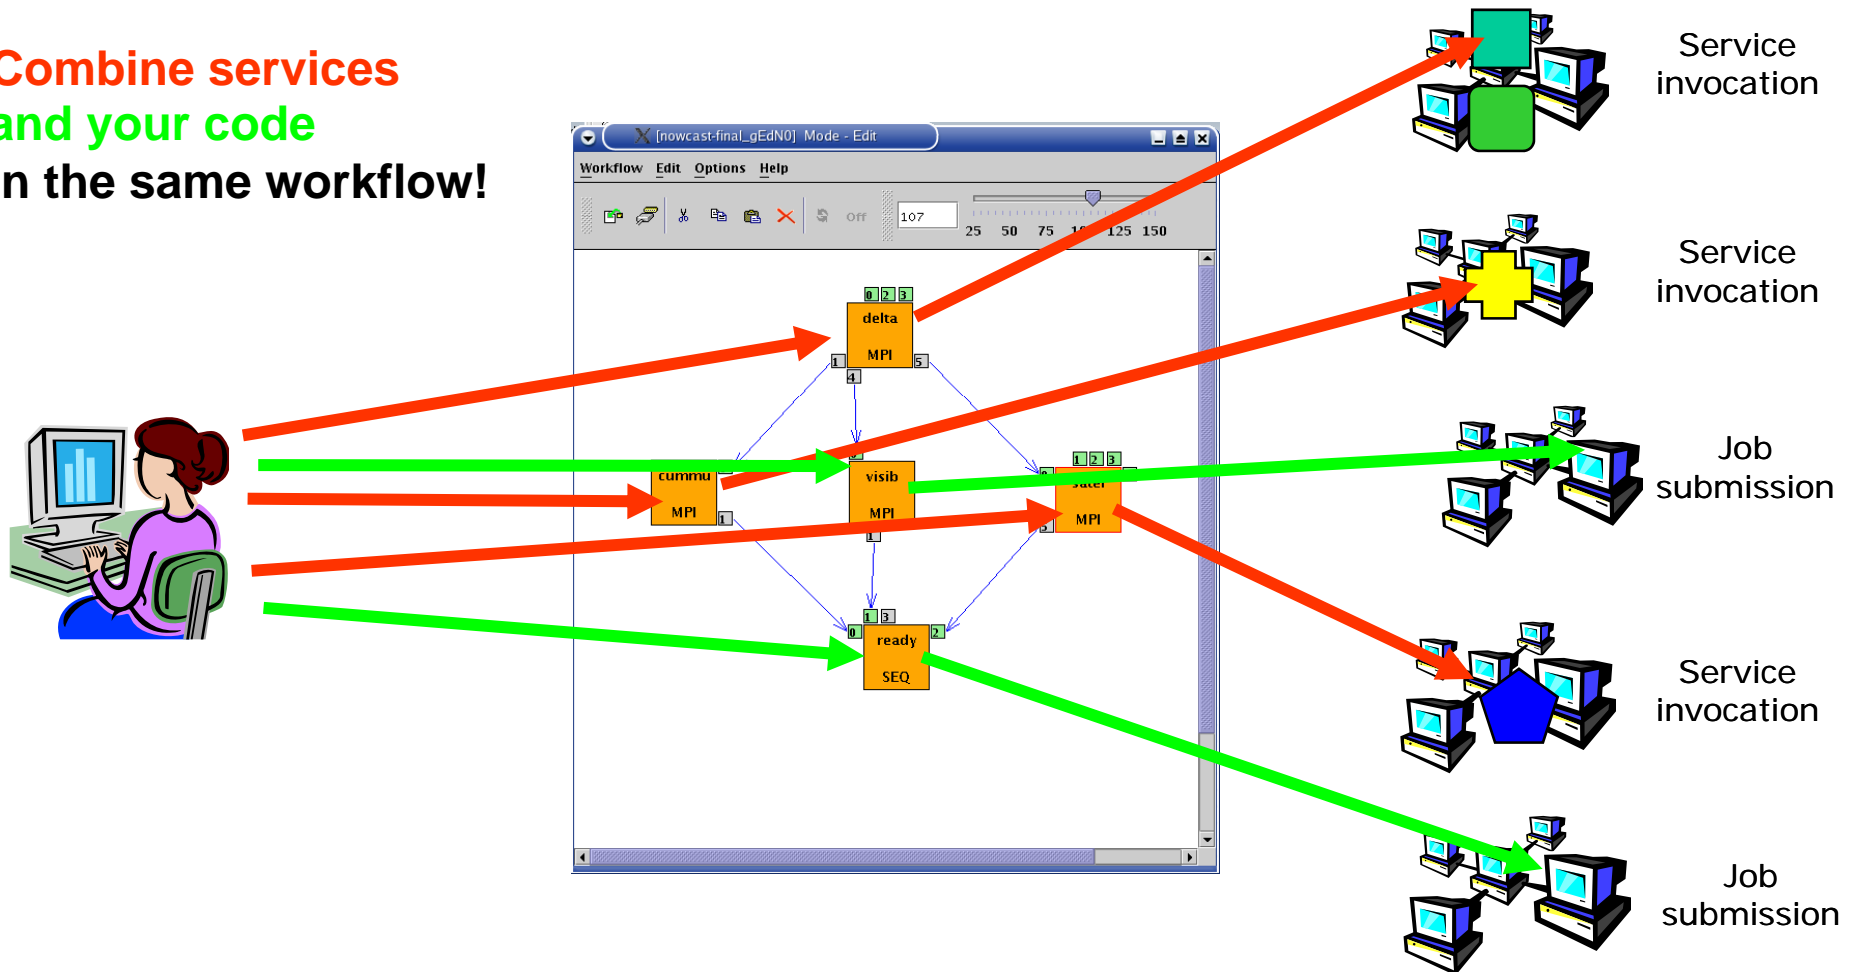 Combine services
and your code
in the same workflow!
[nowcast-final_gEdN0] Mode - Edit
Workflow Edit Options Help
Off 107
25 50 75 125 150
0 2 3
delta
MPI
1 4 5
cummu
MPI
1
visib
MPI
1
1 2 3
MPI
5
1 3
0 2
ready
SEQ
Service
invocation
Service
invocation
Job
submission
Service
invocation
Job
submission